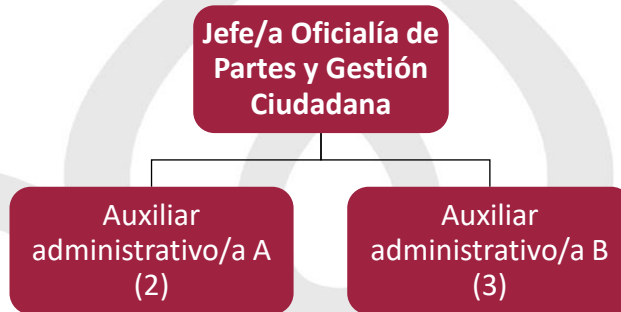 Jefe/a Oficialía de
Partes y Gestión
Ciudadana
Auxiliar
administrativo/a A
(2)
Auxiliar
administrativo/a B
(3)